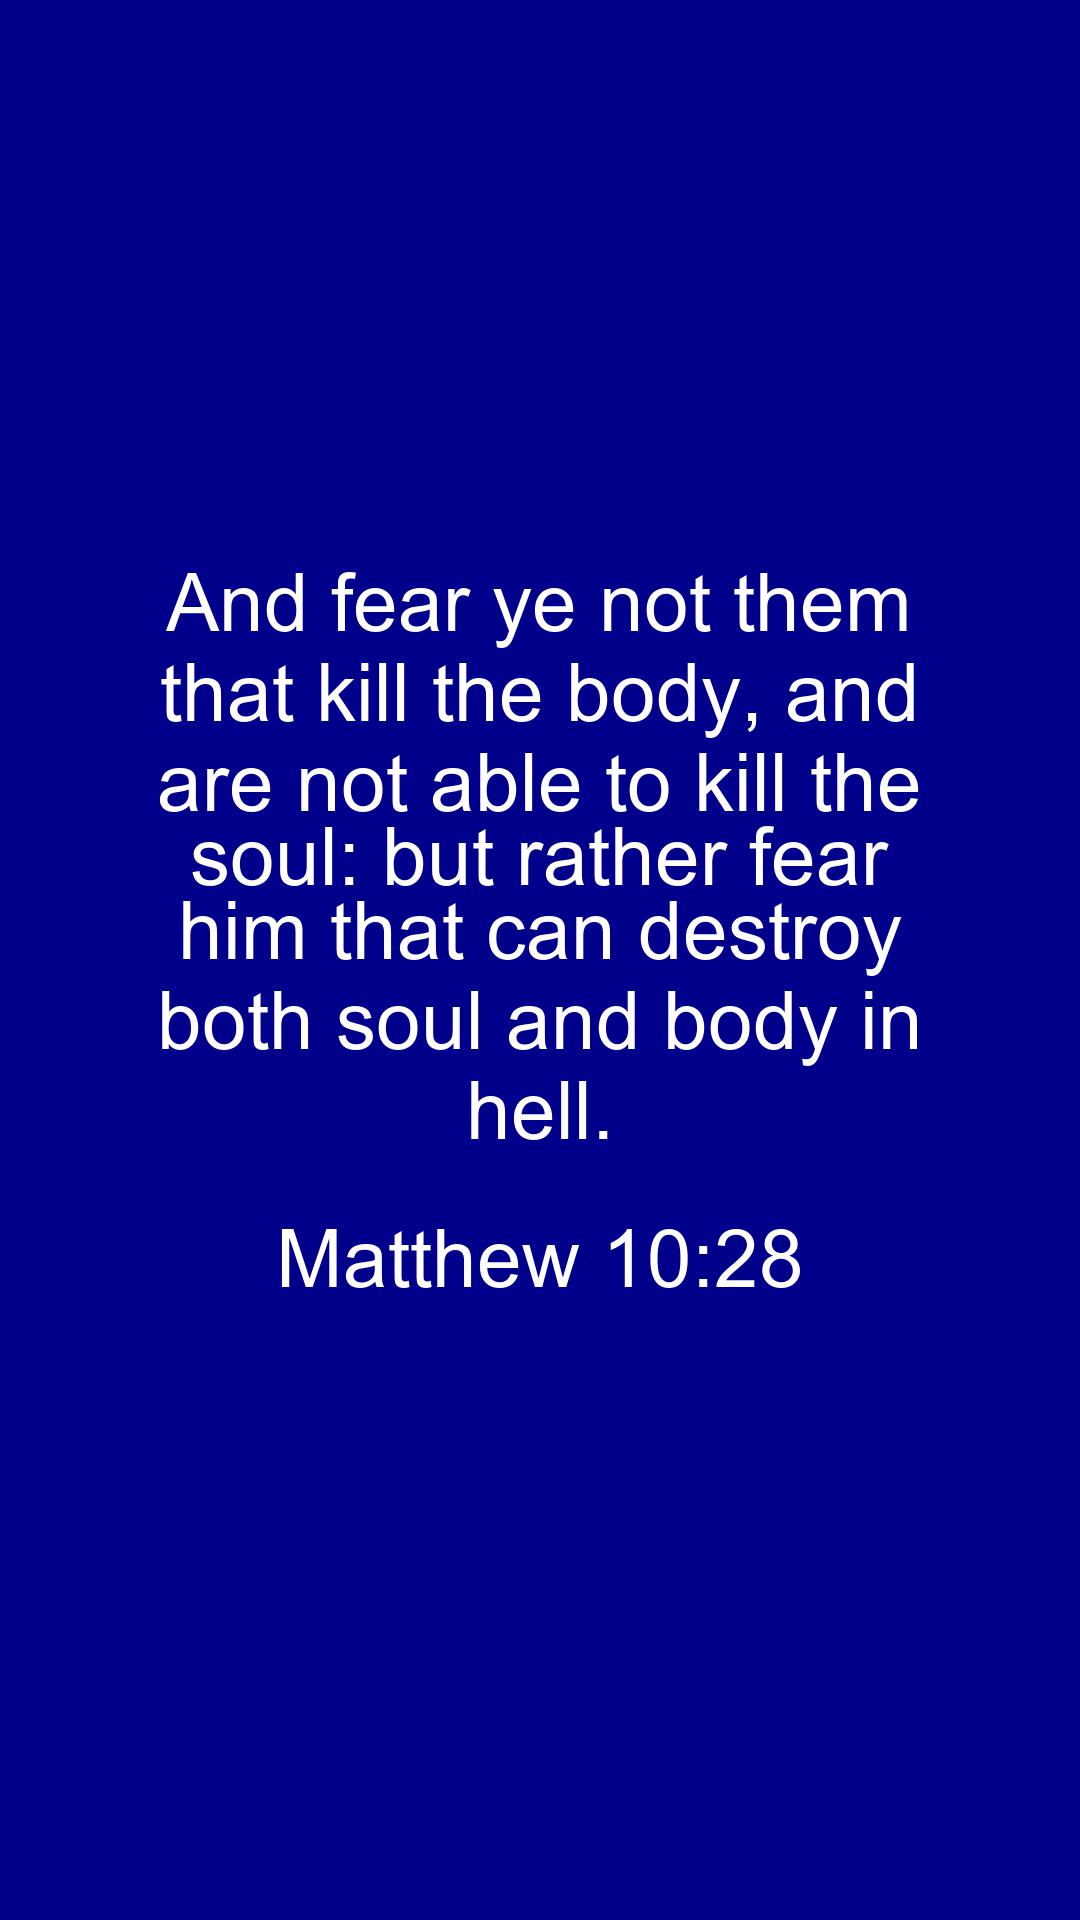 And fear ye not them
that kill the body, and
are not able to kill the
soul: but rather fear
him that can destroy
both soul and body in
hell.
Matthew 10:28